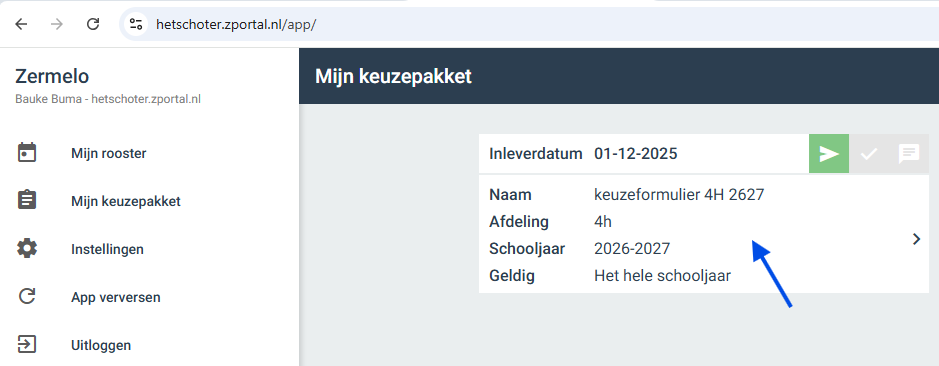 hetschoter.zportal.nl/app/
Zermelo
Bauke Buma - hetschoter.zportal.nl
Mijn rooster
Mijn keuzepakket
Instellingen
App verversen
Uitloggen
Mijn keuzepakket
Inleverdatum 01-12-2025
Naam keuzeformulier 4H 2627
Afdeling 4h
Schooljaar 2026-2027
Geldig Het hele schooljaar